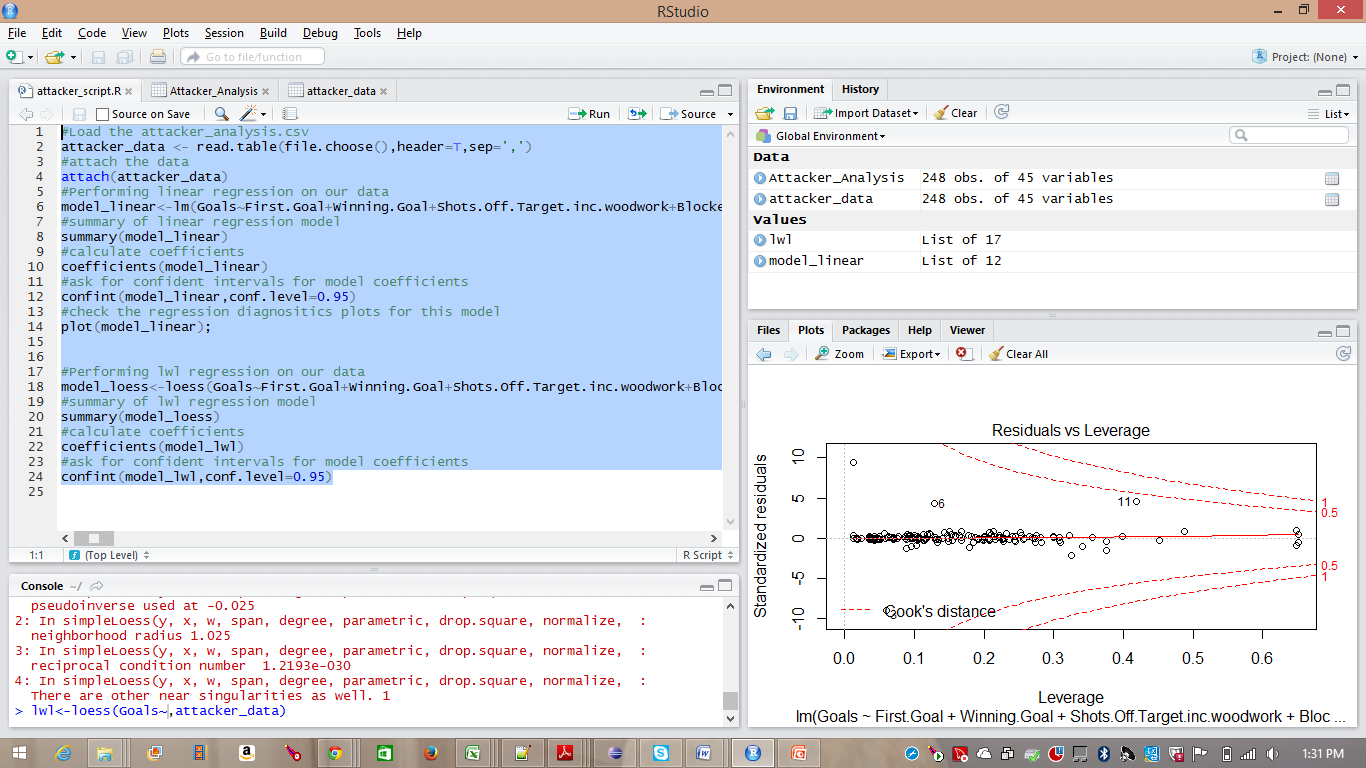 RStudio
File Edit Code View Plots Session Build Debug Tools Help
Go to file/function
Project: (None)
attacker_script.R
Attacker_Analysis
attacker_data
Source on Save
Run
Source
1 #Load the attacker_analysis.csv
2 attacker_data <- read.table(file.choose(),header=T,sep=',')
3 #attach the data
4 attach(attacker_data)
5 #Performing linear regression on our data
6 model_linear<-lm(Goals~First.Goal+Winning.Goal+Shots.Off.Target.inc.woodwork+Blocke
7 #summary of linear regression model
8 summary(model_linear)
9 #calculate coefficients
10 coefficients(model_linear)
11 #ask for confident intervals for model coefficients
12 confint(model_linear,conf.level=0.95)
13 #check the regression diagnositics plots for this model
14 plot(model_linear);
15
16
17 #Performing lwl regression on our data
18 model_loess<-loess(Goals~First.Goal+Winning.Goal+Shots.Off.Target.inc.woodwork+Bloc
19 #summary of lwl regression model
20 summary(model_loess)
21 #calculate coefficients
22 coefficients(model_lwl)
23 #ask for confident intervals for model coefficients
24 confint(model_lwl,conf.level=0.95)
25
1:1 (Top Level) R Script
Console ~/
pseudoinverse used at -0.025
2: In simpleLoess(y, x, w, span, degree, parametric, drop.square, normalize, :
neighborhood radius 1.025
3: In simpleLoess(y, x, w, span, degree, parametric, drop.square, normalize, :
reciprocal condition number 1.2193e-030
4: In simpleLoess(y, x, w, span, degree, parametric, drop.square, normalize, :
There are other near singularities as well. 1
> lwl<-loess(Goals~,attacker_data)
Environment History
Import Dataset Clear List
Global Environment
Data
Attacker_Analysis 248 obs. of 45 variables
attacker_data 248 obs. of 45 variables
Values
lwl List of 17
model_linear List of 12
Files Plots Packages Help Viewer
Zoom Export Clear All
Residuals vs Leverage
Standardized residuals
10
5
0
-5
-10
6
11
1
0.5
0.5
1
Cook's distance
0.0 0.1 0.2 0.3 0.4 0.5 0.6
Leverage
lm(Goals ~ First.Goal + Winning.Goal + Shots.Off.Target.inc.woodwork + Bloc ...
1:31 PM